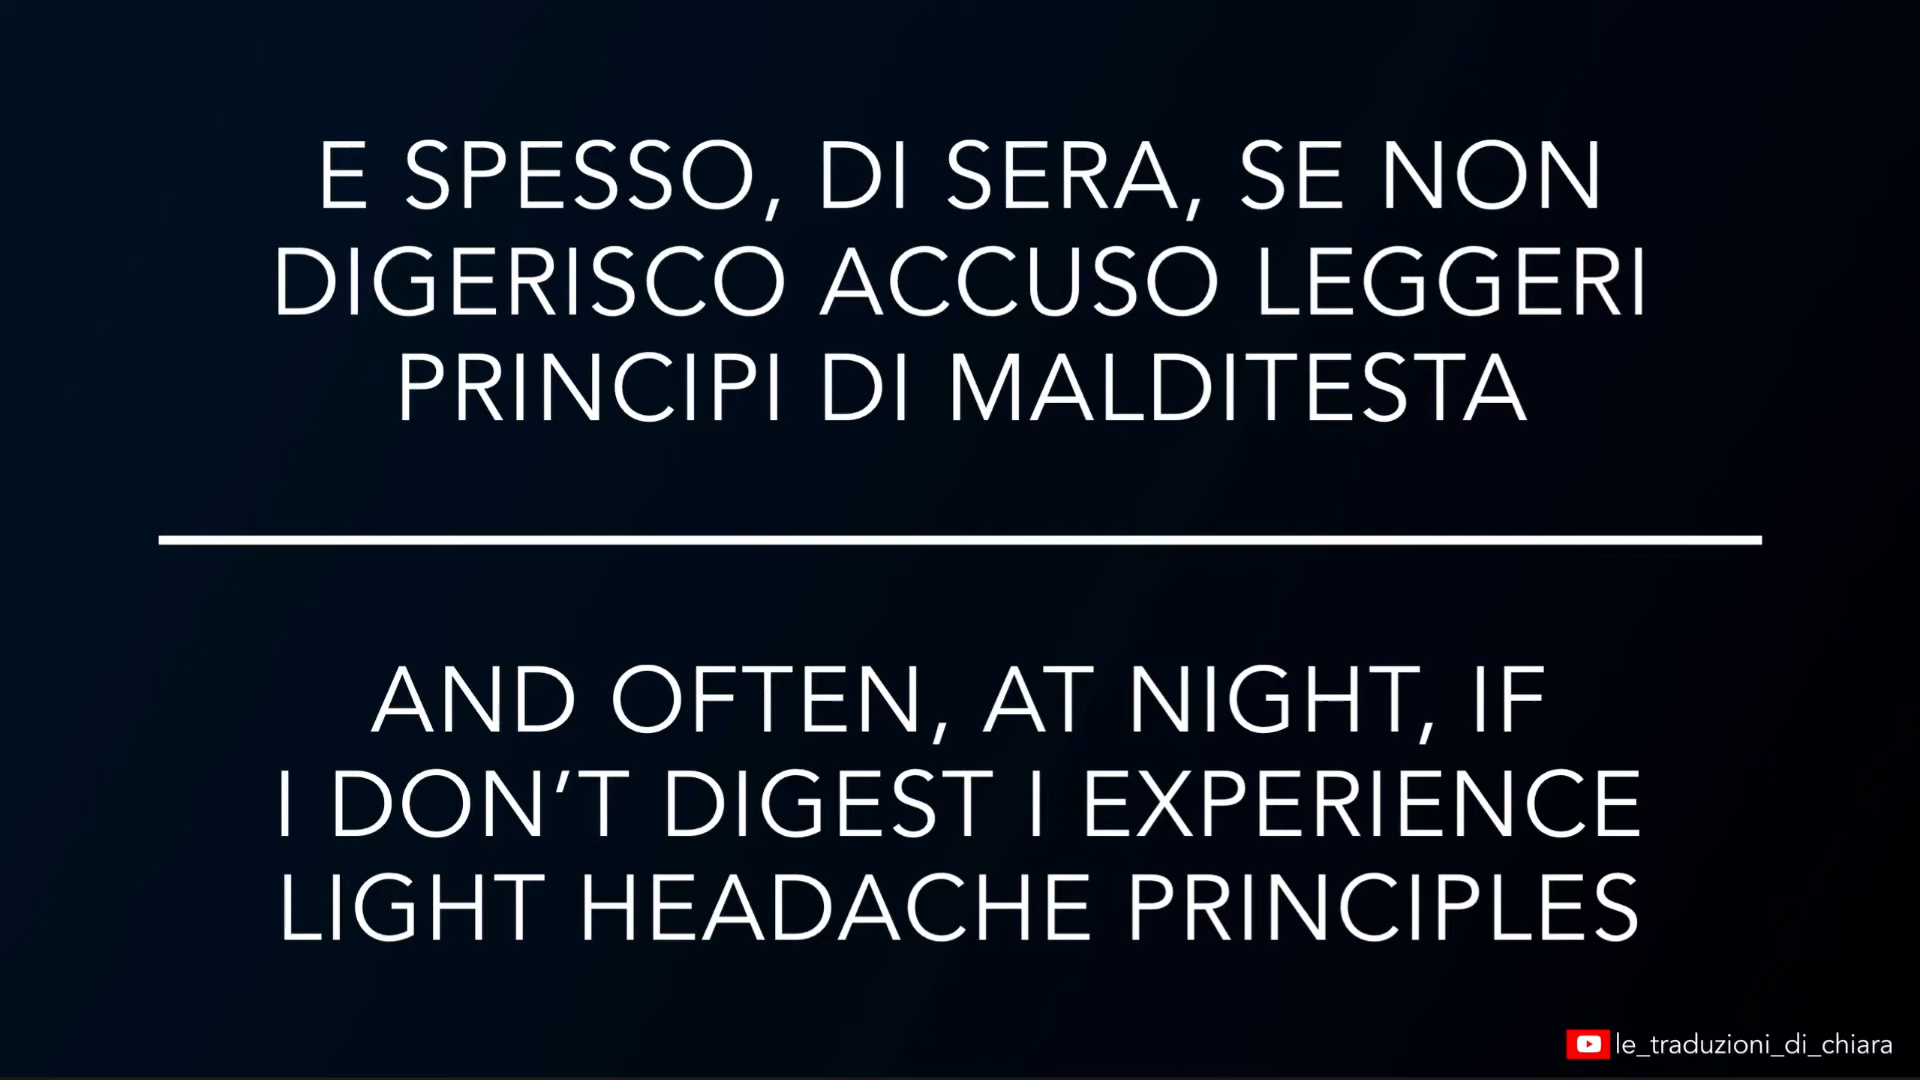 E SPESSO, DI SERA, SE NON
DIGERISCO ACCUSO LEGGERI
PRINCIPI DI MALDITESTA
AND OFTEN, AT NIGHT, IF
I DON’T DIGEST I EXPERIENCE
LIGHT HEADACHE PRINCIPLES
le_traduzioni_di_chiara